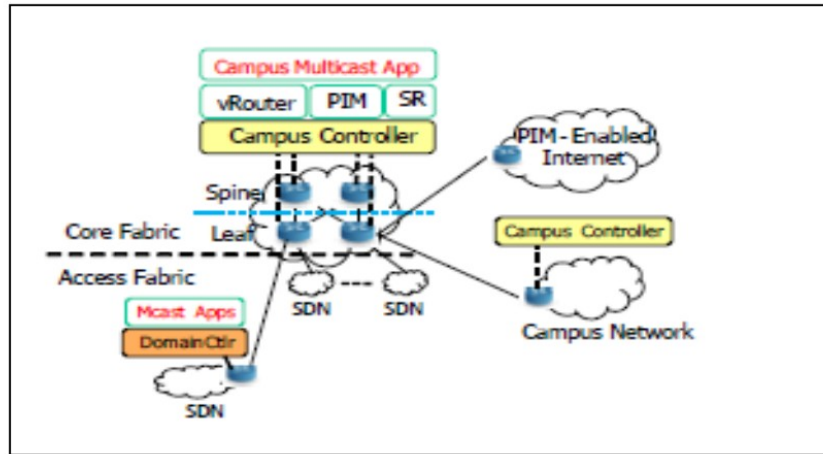 Campus Multicast App
vRouter
PIM
SR
Campus Controller
PIM - Enabled
Internet
Spine
Core Fabric
Leaf
Campus Controller
Access Fabric
SDN
SDN
Mcast Apps
DomainCtlr
Campus Network
SDN